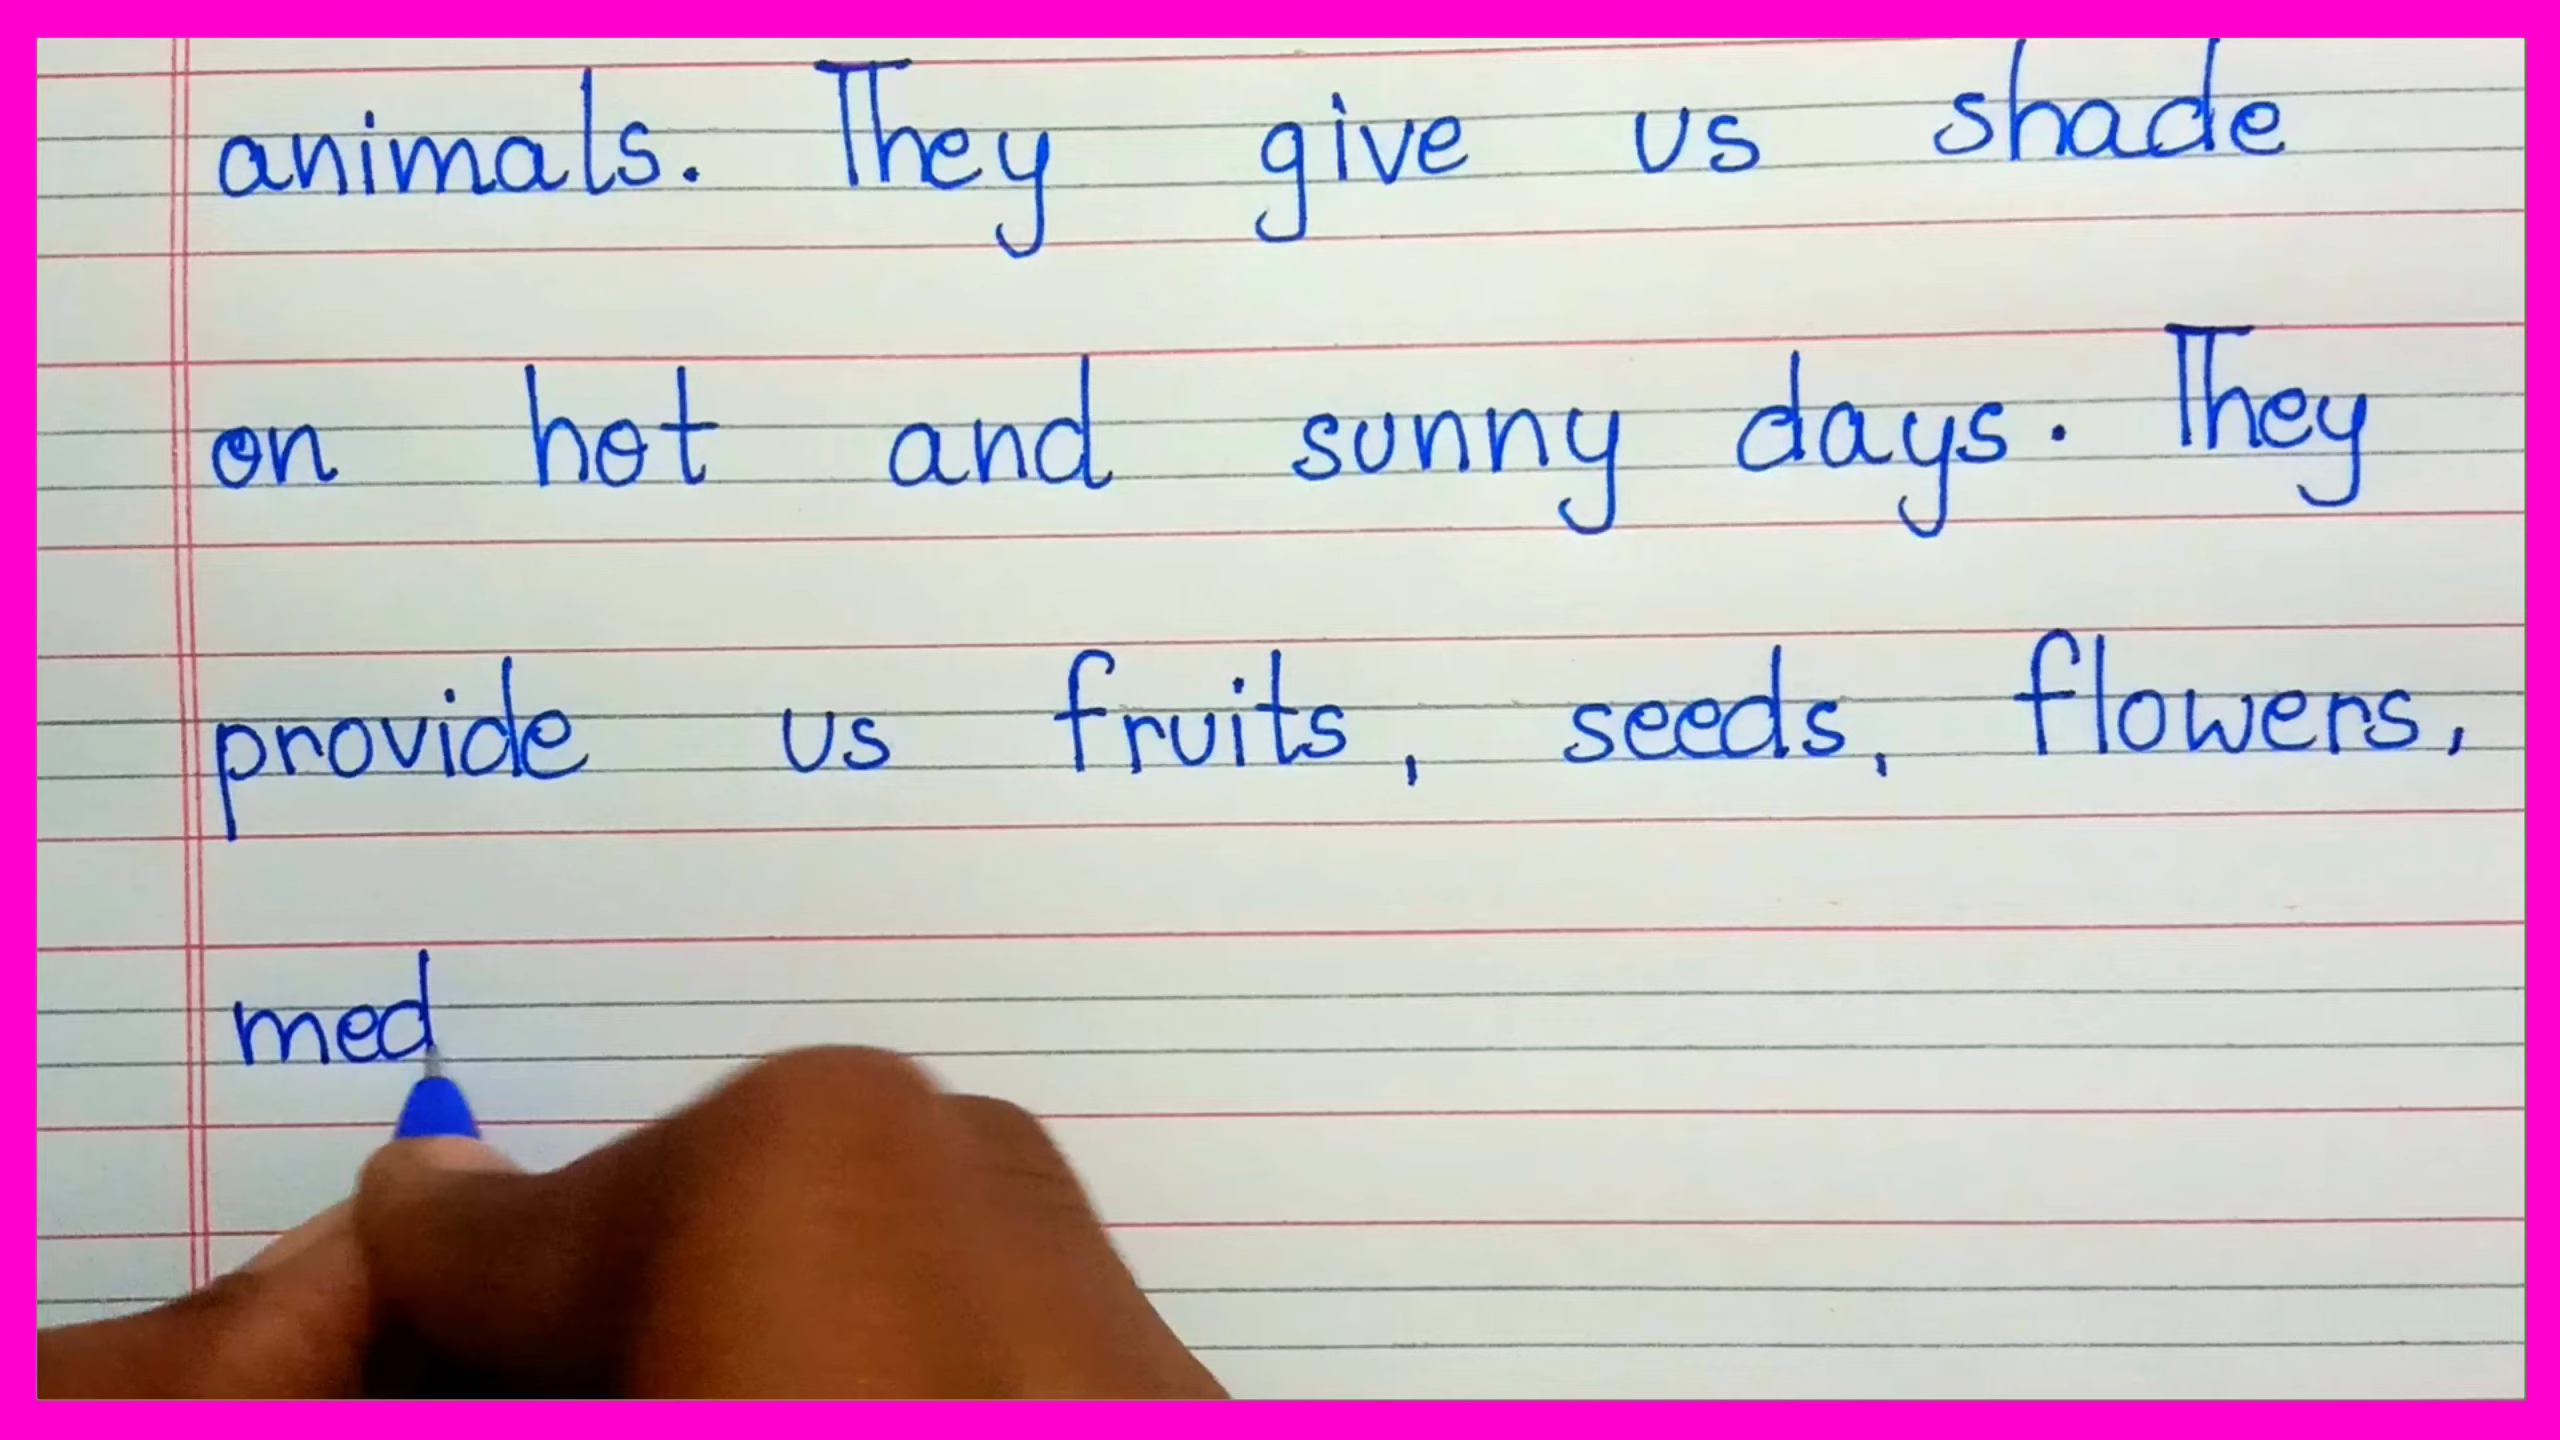 animals. They give us shade
on hot and sunny days. They
provide us fruits, seeds, flowers,
med